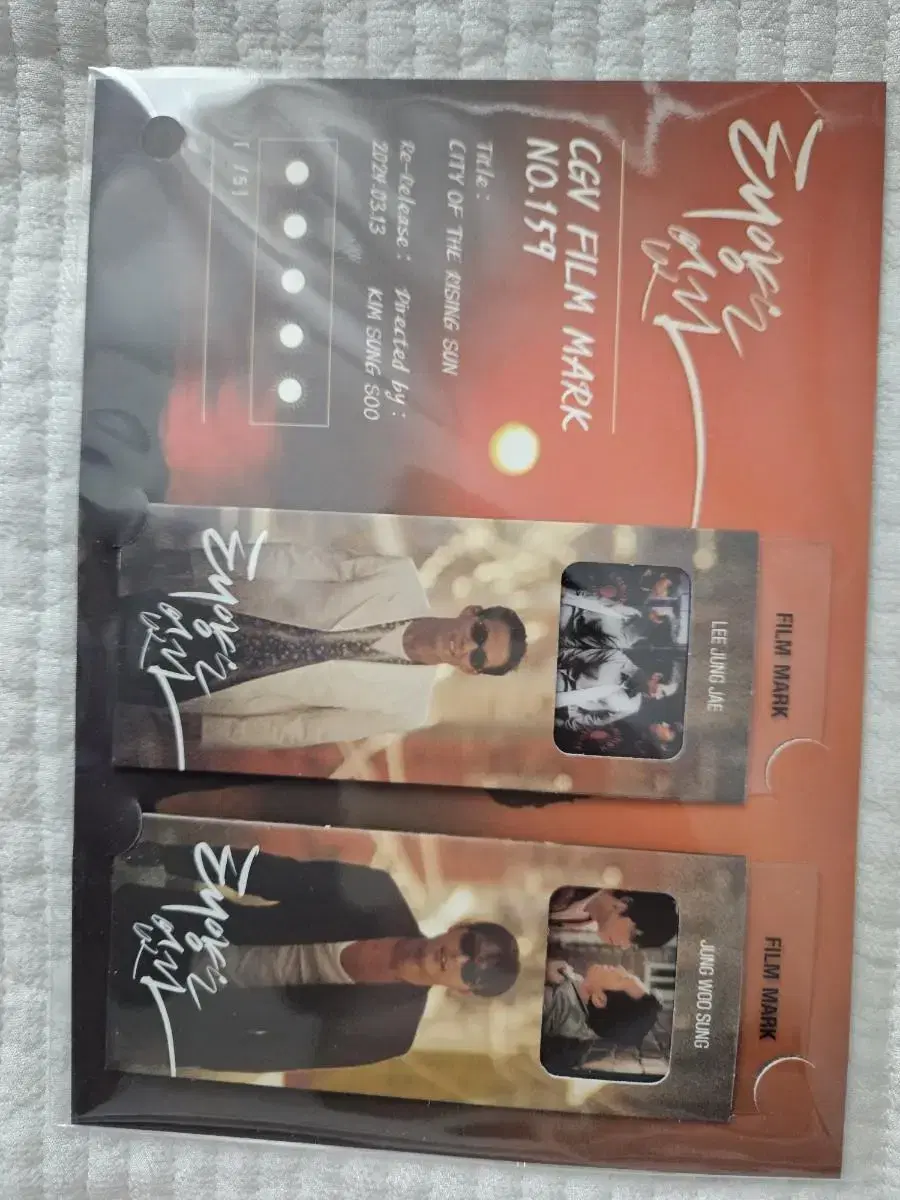 태양은
없다
CGV FILM MARK
NO.159
Title :
CITY OF THE RISING SUN
Re-Release : Directed by :
2024.03.13 KIM SUNG SOO
[ /5]
FILM MARK
LEE JUNG JAE
태양은
없다
FILM MARK
JUNG WOO SUNG
태양은
없다